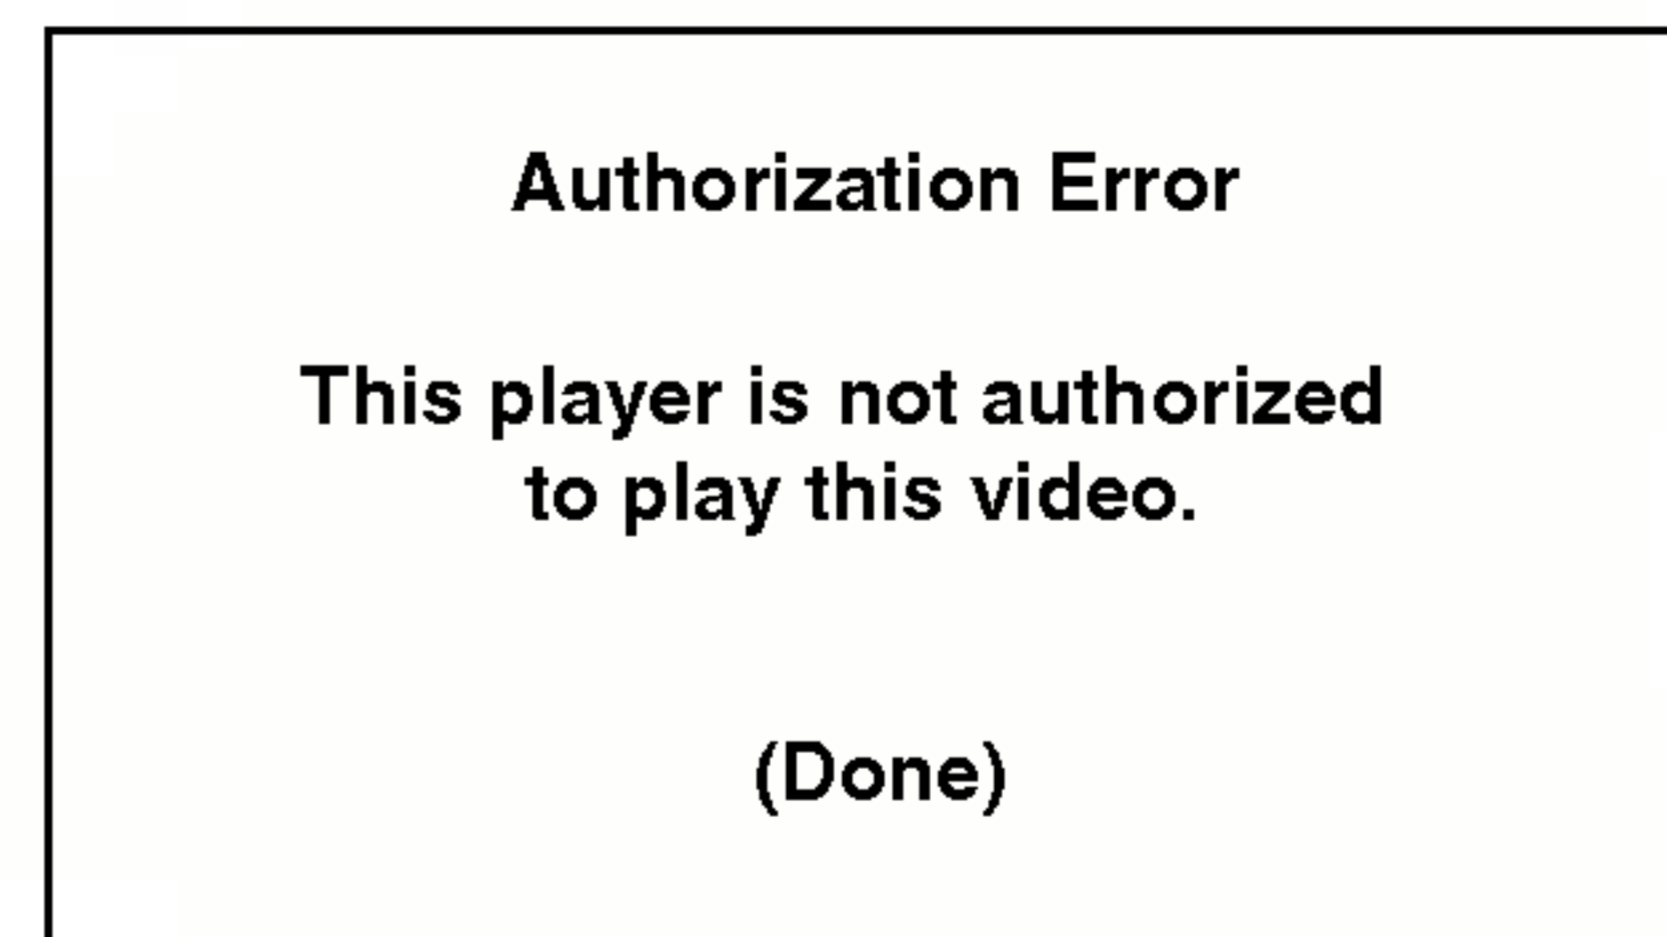 Authorization Error
This player is not authorized
to play this video.
(Done)